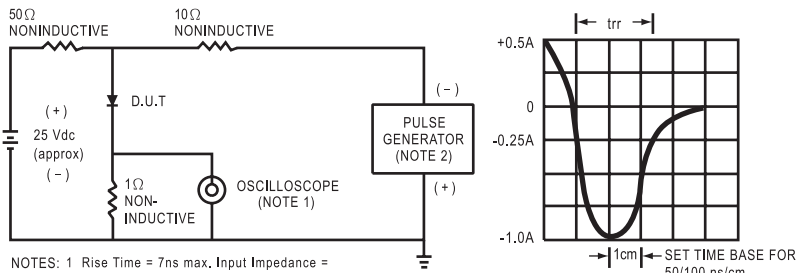 50Ω
NONINDUCTIVE
10Ω
NONINDUCTIVE
(+)
25 Vdc
(approx)
(−)
D.U.T
1Ω
NON-
INDUCTIVE
OSCILLOSCOPE
(NOTE 1)
(−)
PULSE
GENERATOR
(NOTE 2)
(+)
NOTES: 1 Rise Time = 7ns max. Input Impedance =
trr
+0.5A
0
-0.25A
-1.0A
1cm
SET TIME BASE FOR
50/100 ns/cm